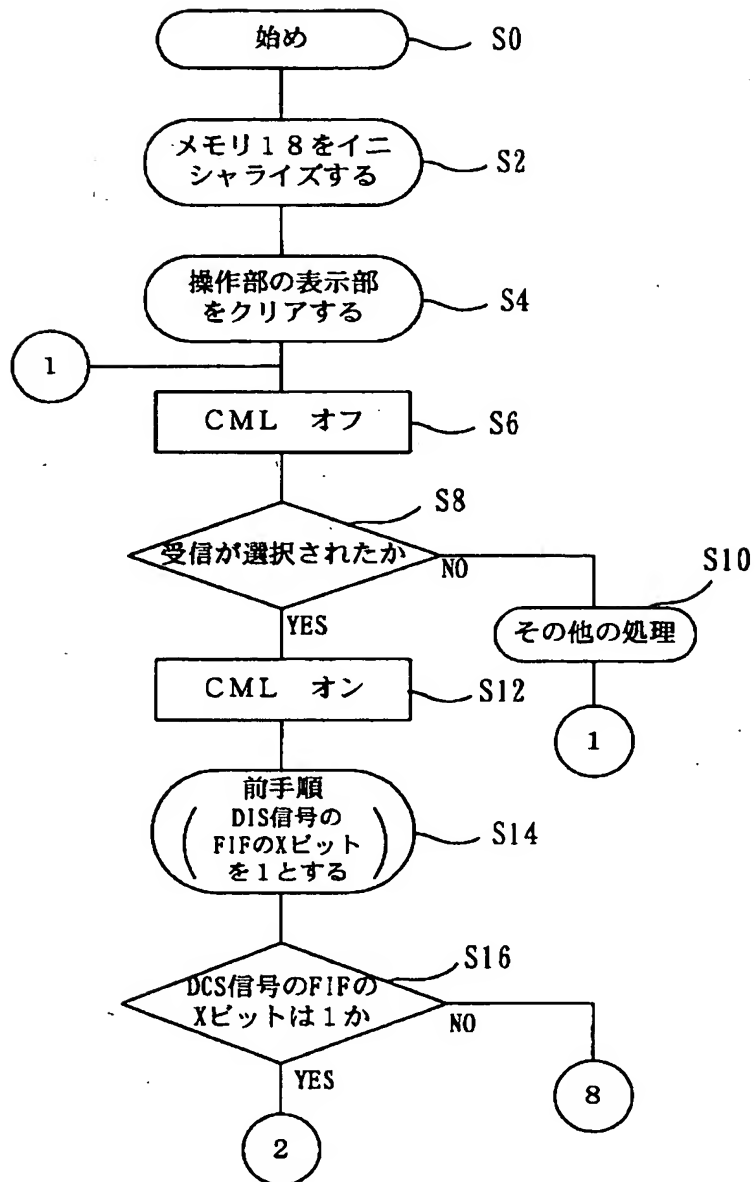 始め
S0
メモリ18をイニ
シャライズする
S2
操作部の表示部
をクリアする
S4
1
CML オフ
S6
S8
受信が選択されたか
NO
S10
YES
その他の処理
CML オン
S12
1
前手順
DIS信号の
FIFのXビット
を1とする
S14
S16
DCS信号のFIFの
Xビットは1か
NO
YES
8
2